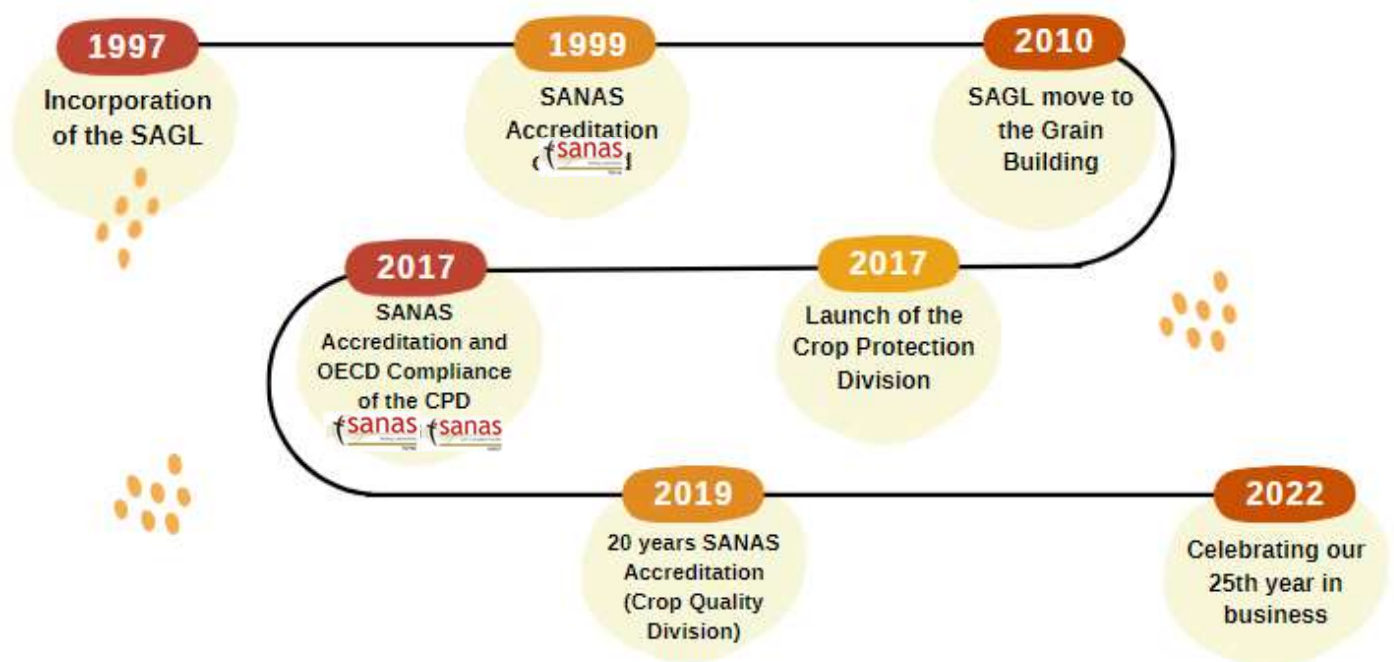 1997
Incorporation
of the SAGL
1999
SANAS
Accreditation
sanas
2010
SAGL move to
the Grain
Building
2017
Launch of the
Crop Protection
Division
2017
SANAS
Accreditation and
OECD Compliance
of the CPD
sanas
sanas
2019
20 years SANAS
Accreditation
(Crop Quality
Division)
2022
Celebrating our
25th year in
business